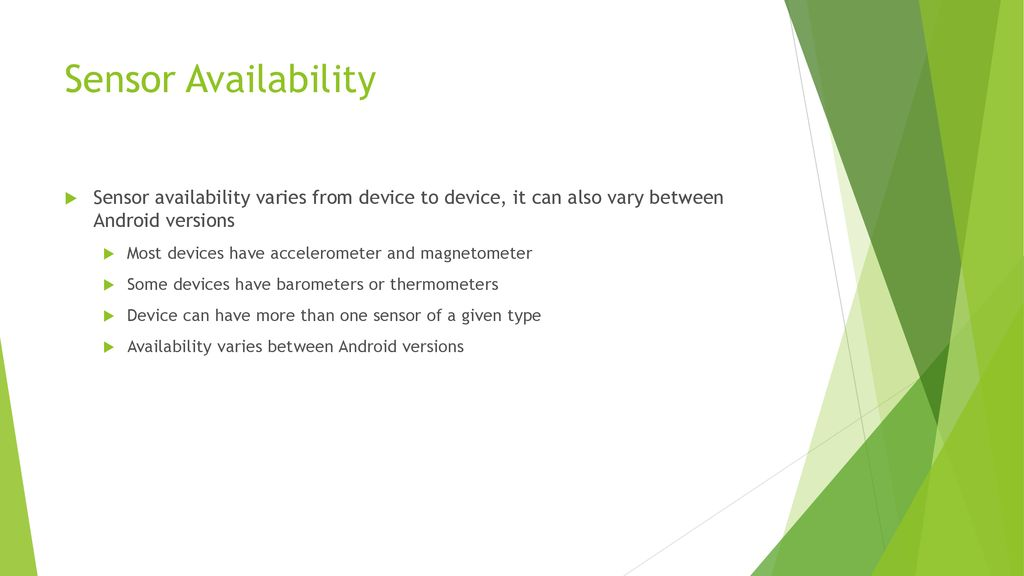 Sensor Availability
Sensor availability varies from device to device, it can also vary between
Android versions
Most devices have accelerometer and magnetometer
Some devices have barometers or thermometers
Device can have more than one sensor of a given type
Availability varies between Android versions